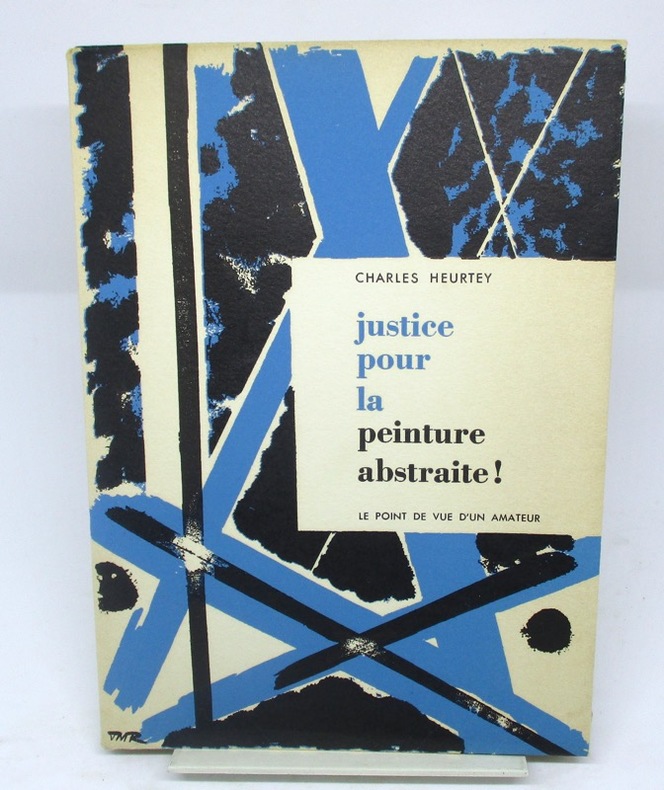 CHARLES HEURTEY
justice
pour
la
peinture
abstraite!
LE POINT DE VUE D'UN AMATEUR